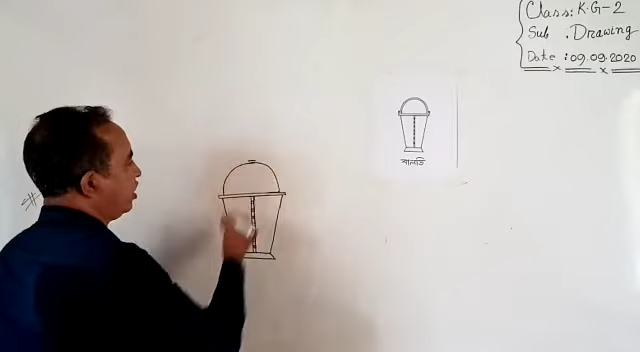 Class: K.G-2
Sub : Drawing
Date : 09.09.2020
বালতি